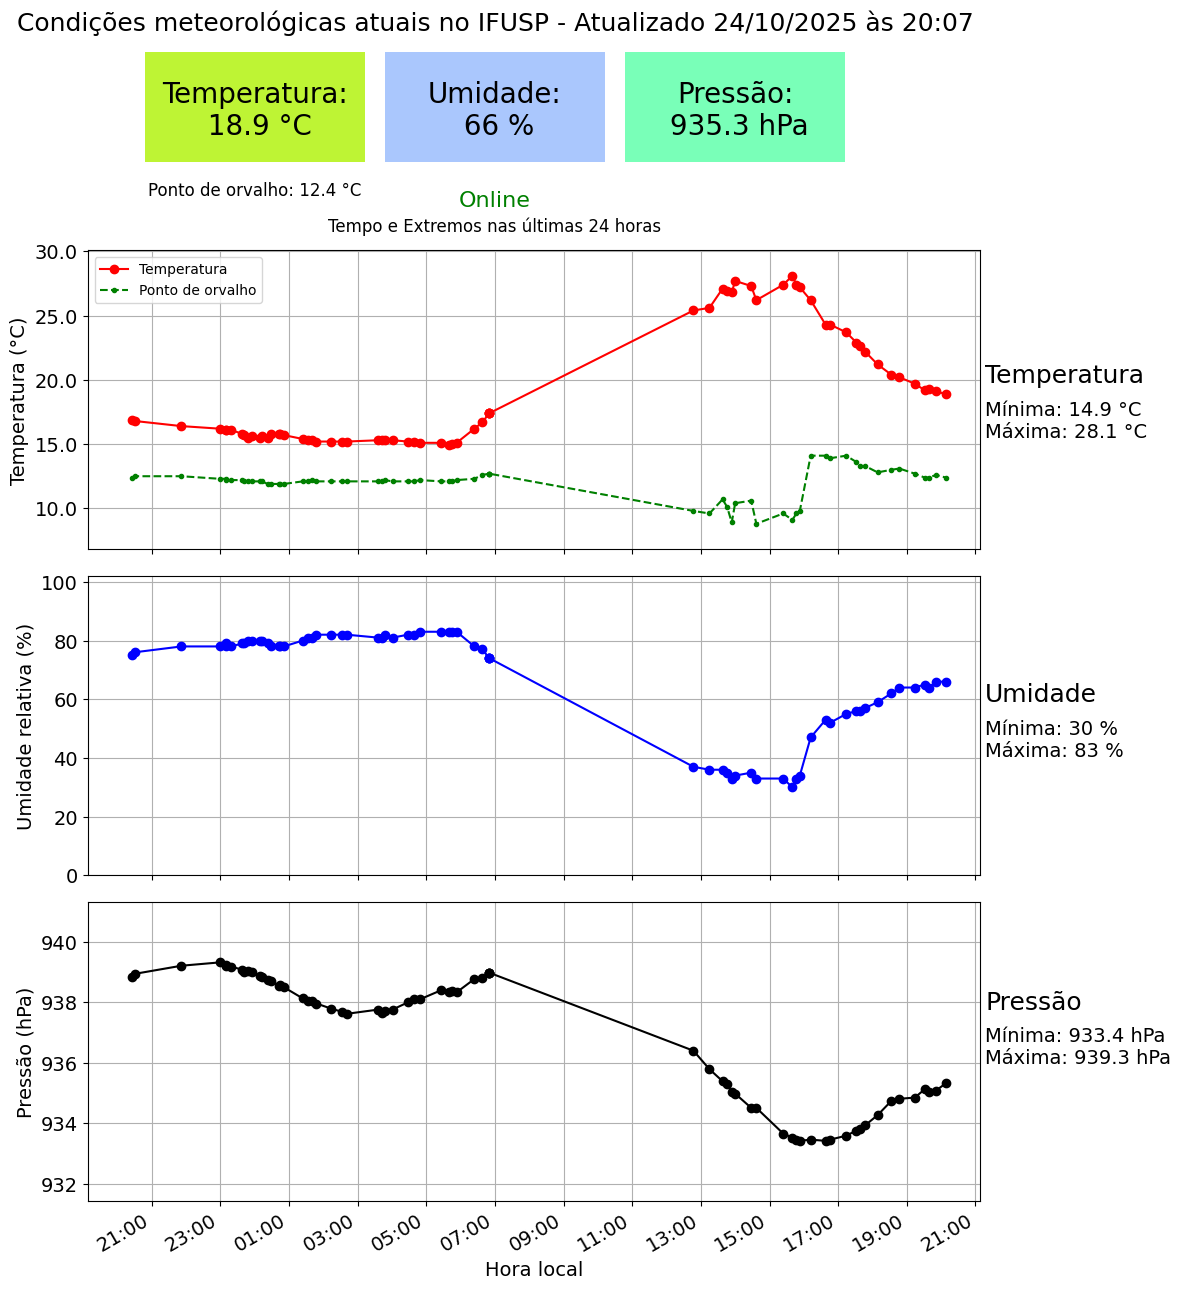 Condições meteorológicas atuais no IFUSP - Atualizado 24/10/2025 às 20:07
Temperatura:
18.9 °C
Umidade:
66 %
Pressão:
935.3 hPa
Ponto de orvalho: 12.4 °C
Online
Tempo e Extremos nas últimas 24 horas
Temperatura (°C)
30.0
25.0
20.0
15.0
10.0
Temperatura
Ponto de orvalho
Temperatura
Mínima: 14.9 °C
Máxima: 28.1 °C
Umidade relativa (%)
100
80
60
40
20
0
Umidade
Mínima: 30 %
Máxima: 83 %
Pressão (hPa)
940
938
936
934
932
Pressão
Mínima: 933.4 hPa
Máxima: 939.3 hPa
21:00 23:00 01:00 03:00 05:00 07:00 09:00 11:00 13:00 15:00 17:00 19:00 21:00
Hora local